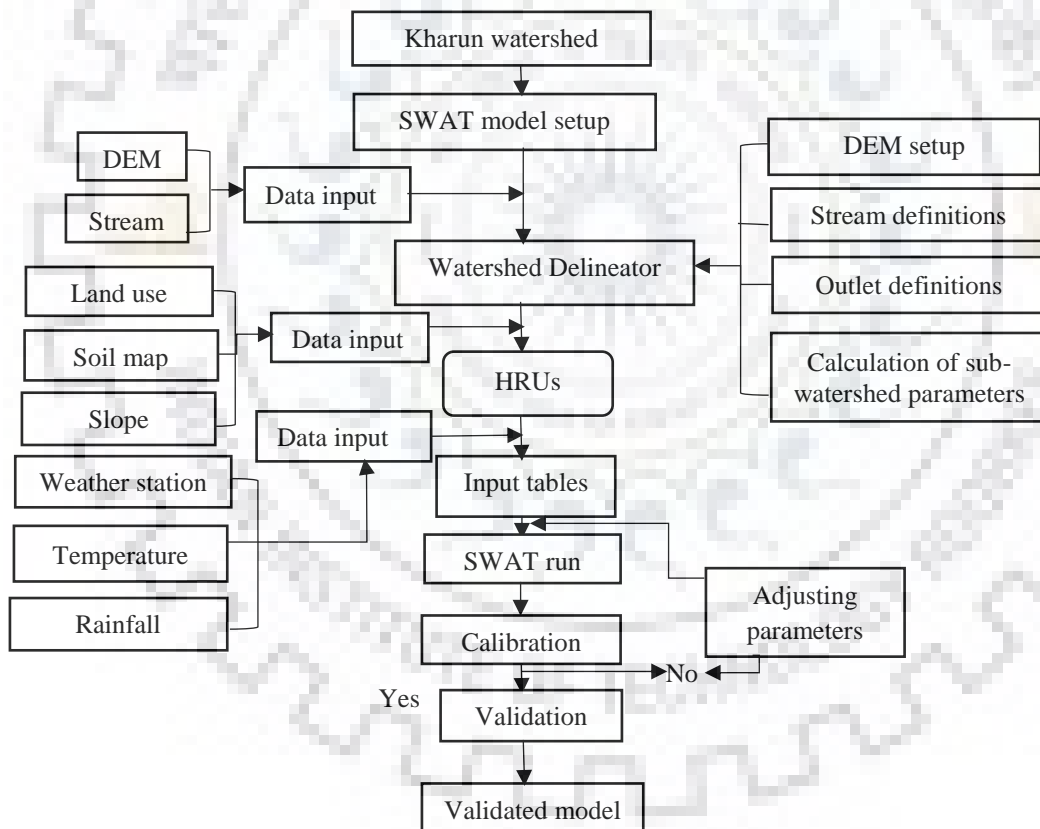 Kharun watershed
SWAT model setup
DEM
Stream
Data input
DEM setup
Stream definitions
Outlet definitions
Calculation of sub-
watershed parameters
Watershed Delineator
Land use
Soil map
Slope
Data input
HRUs
Weather station
Temperature
Rainfall
Data input
Input tables
SWAT run
Adjusting
parameters
Calibration
No
Yes
Validation
Validated model